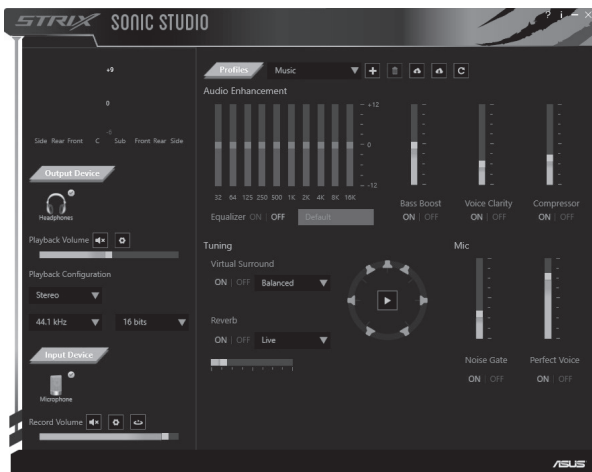 STRIX SONIC STUDIO
? i – ×
+9
0
-5
Side Rear Front C Sub Front Rear Side
Output Device
Headphones
Playback Volume
Playback Configuration
Stereo
44.1 kHz 16 bits
Input Device
Microphone
Record Volume
Profiles Music
Audio Enhancement
+12
0
-12
32 64 125 250 500 1K 2K 4K 8K 16K
Equalizer ON | OFF Default
Bass Boost Voice Clarity Compressor
ON | OFF ON | OFF ON | OFF
Tuning
Virtual Surround
ON | OFF Balanced
Reverb
ON | OFF Live
Mic
Noise Gate Perfect Voice
ON | OFF ON | OFF
ASUS